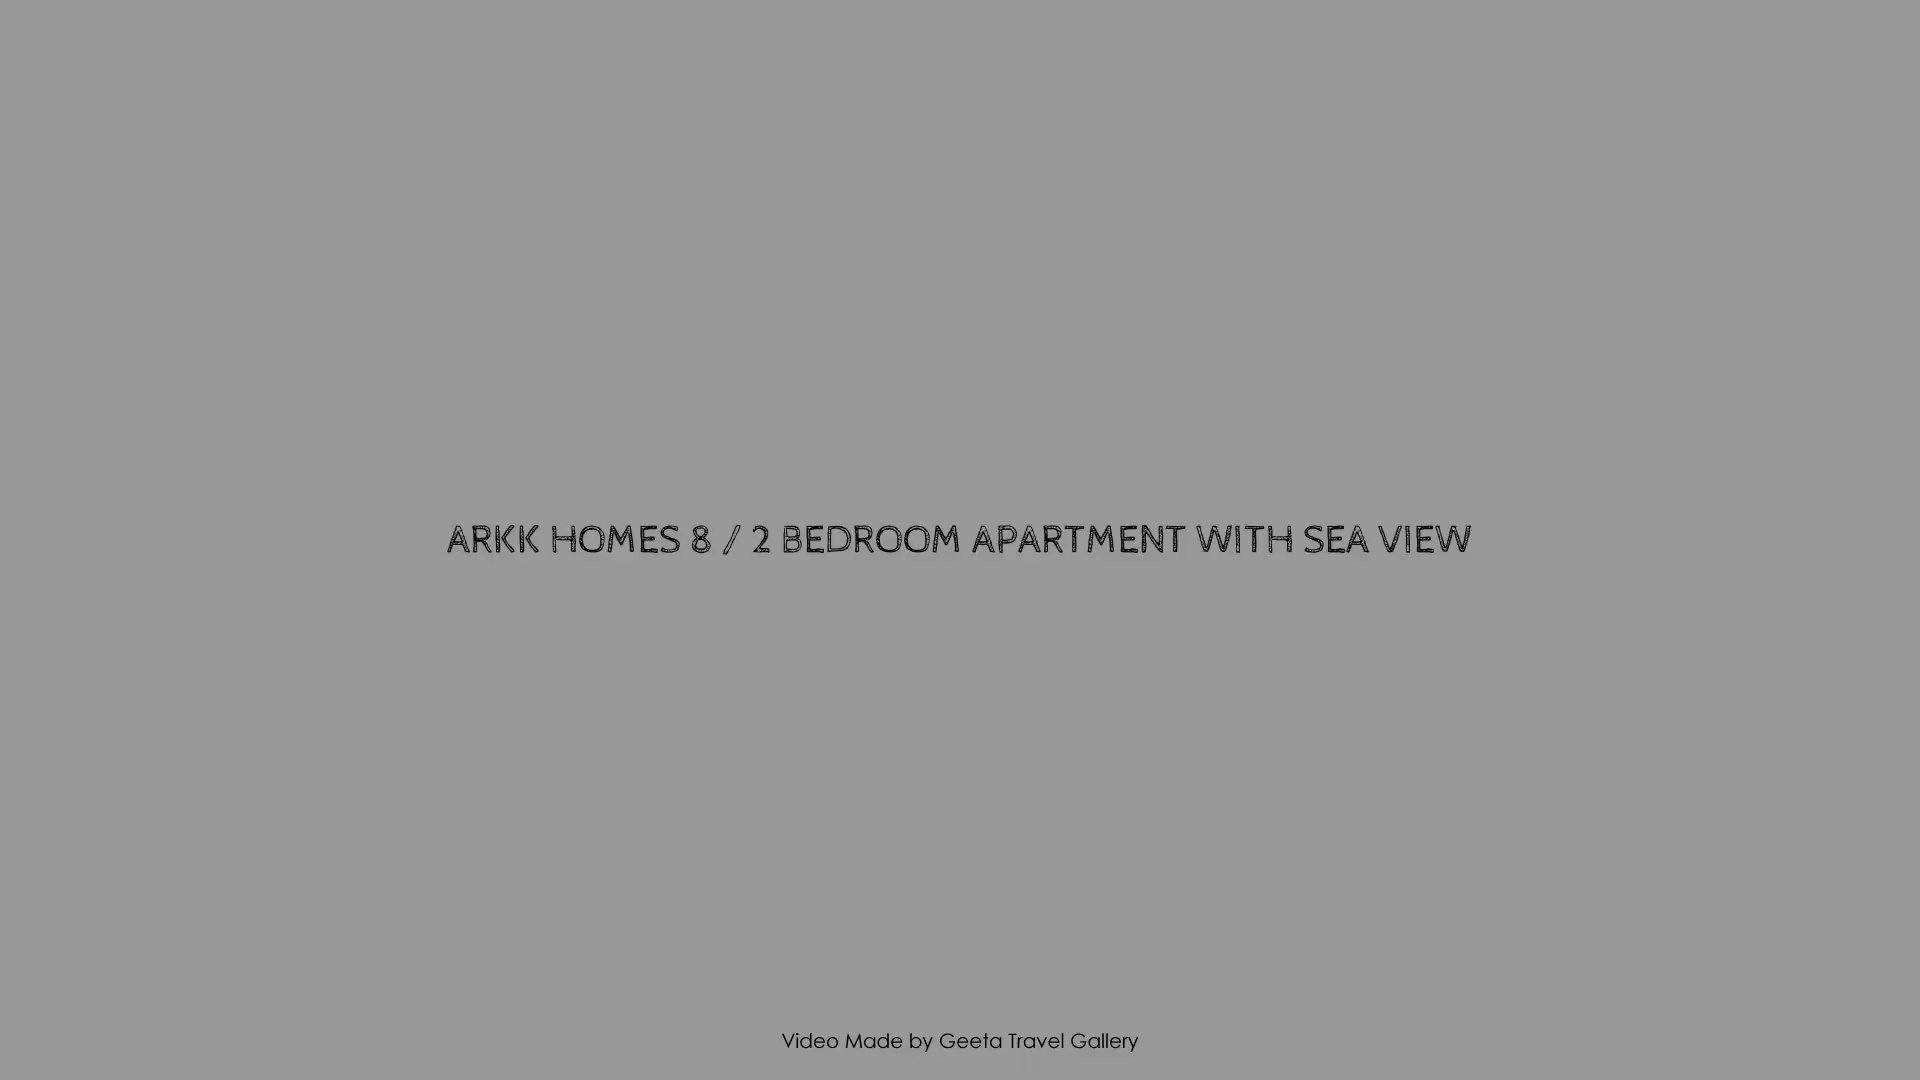 ARKK HOMES 8 / 2 BEDROOM APARTMENT WITH SEA VIEW
Video Made by Geeta Travel Gallery